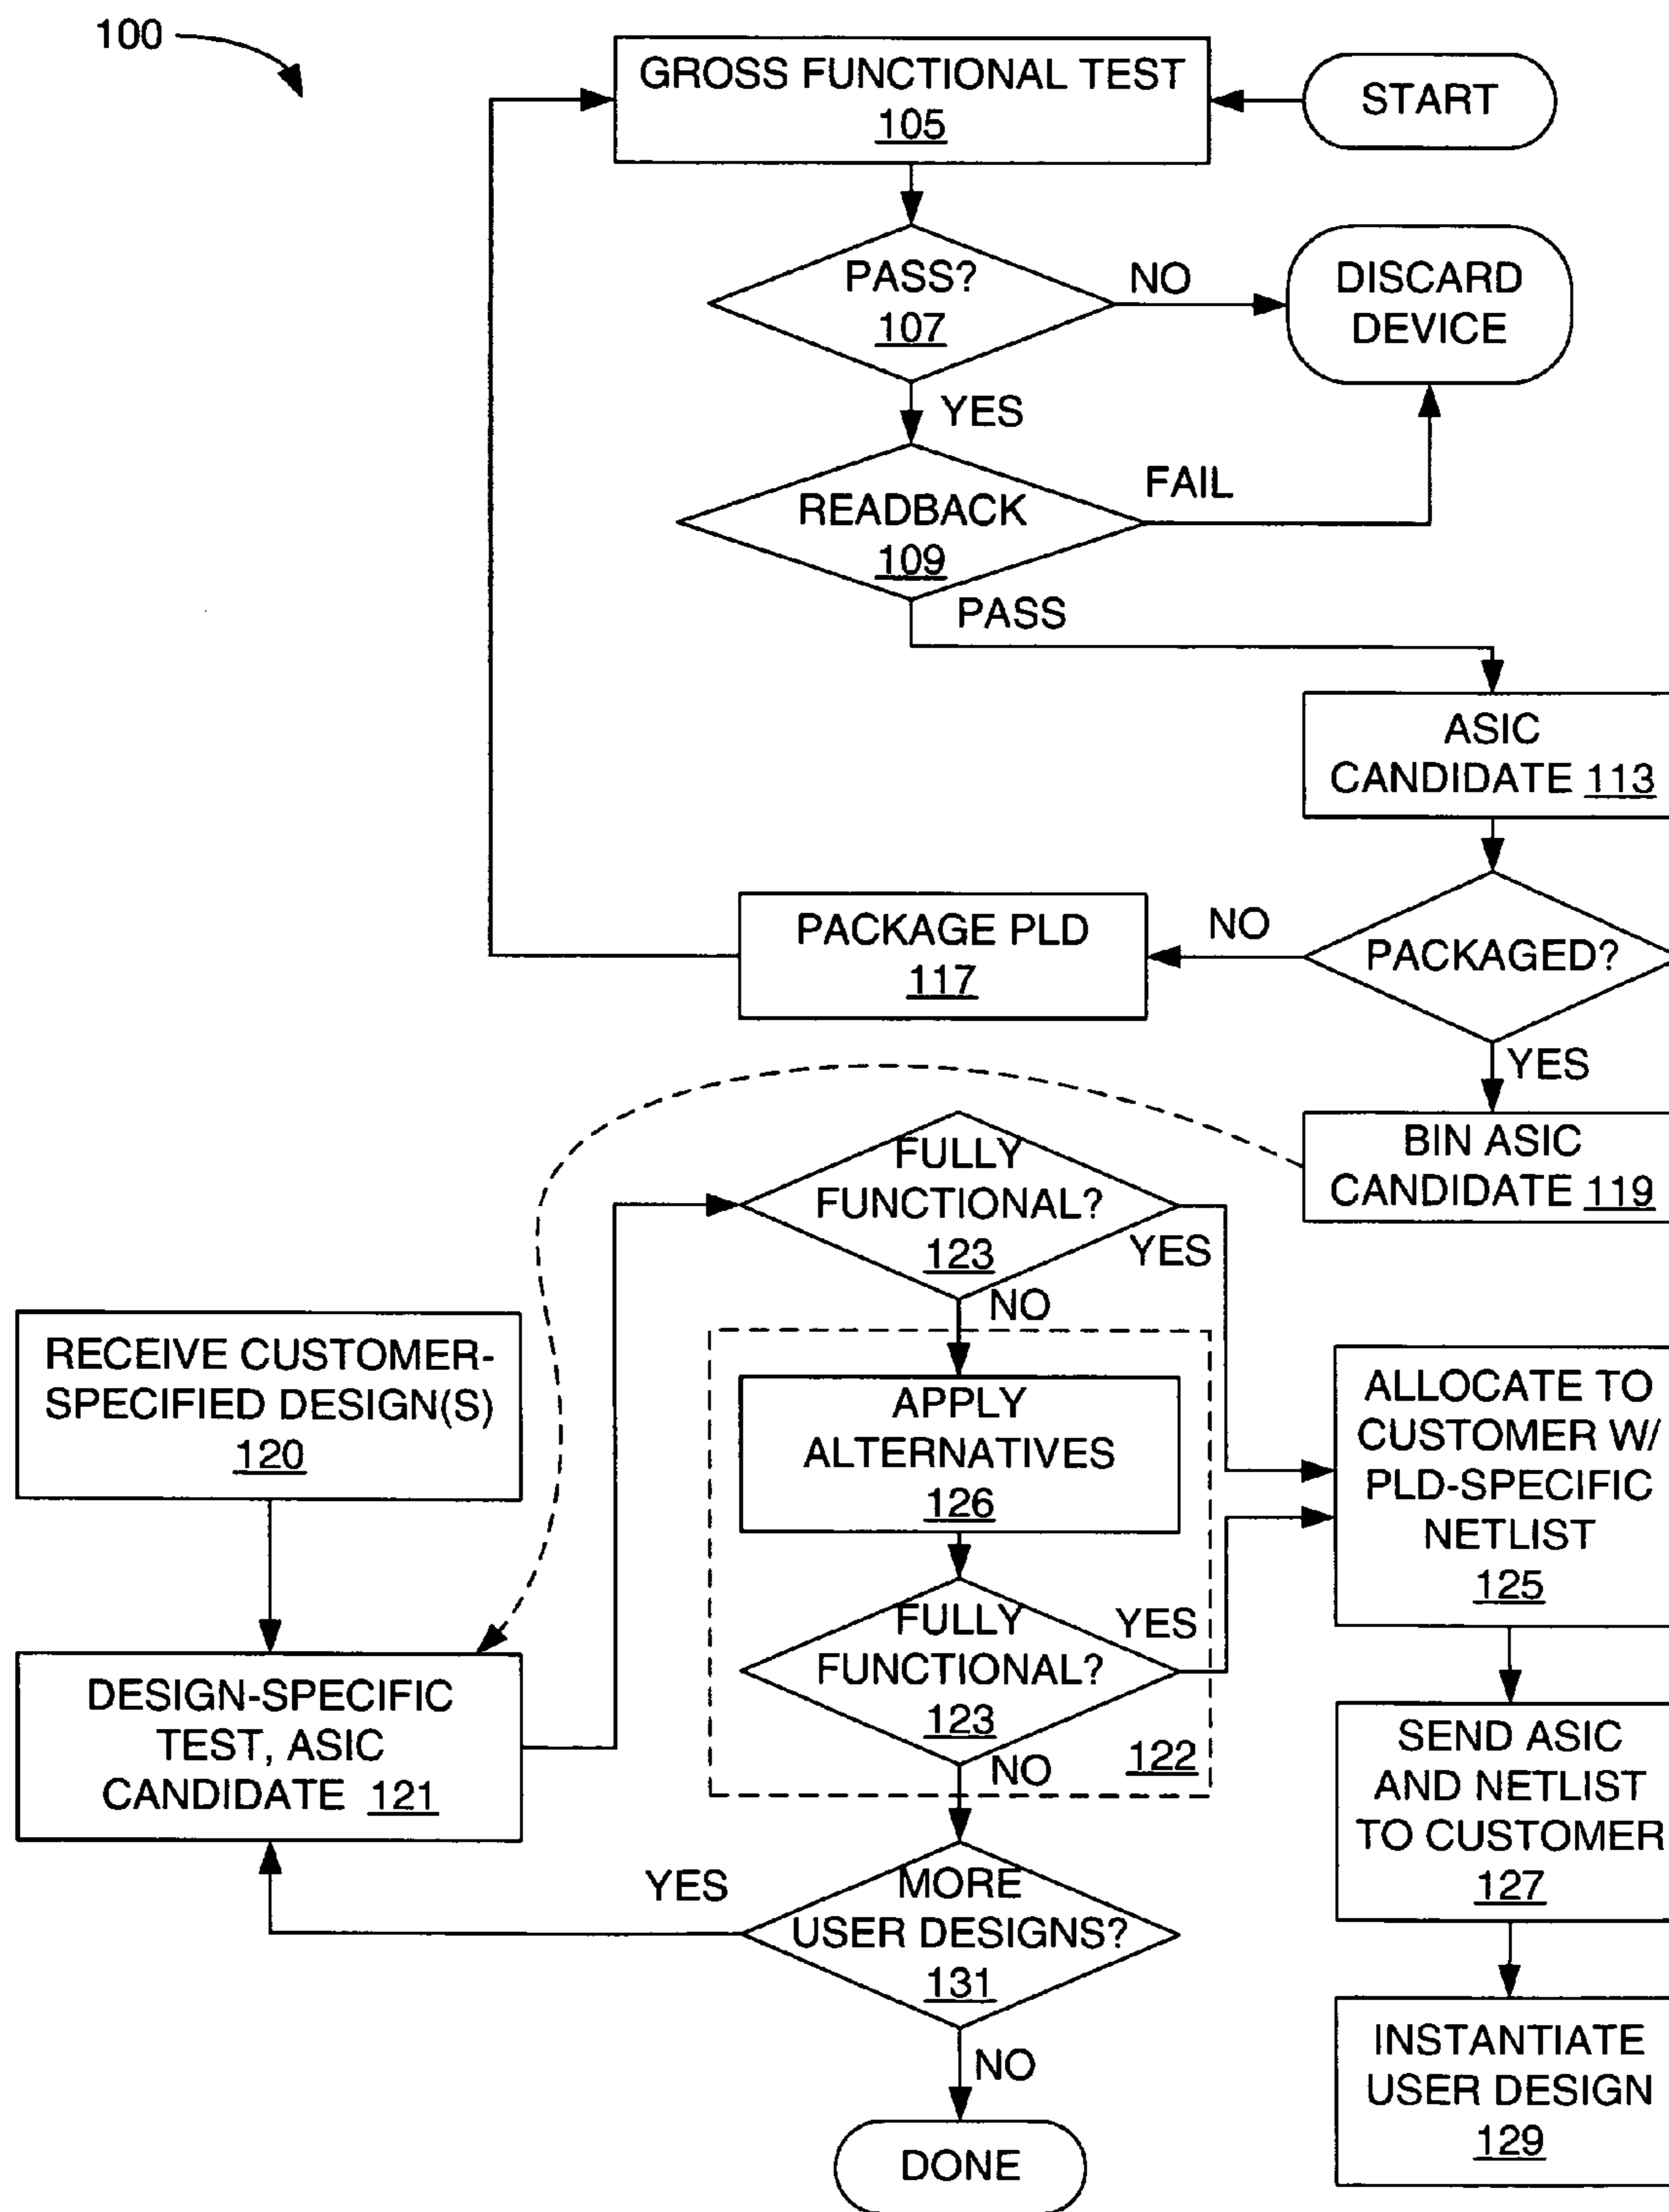 100
GROSS FUNCTIONAL TEST
105
START
PASS?
107
NO
DISCARD
DEVICE
YES
READBACK
109
FAIL
PASS
ASIC
CANDIDATE 113
PACKAGED?
NO
PACKAGE PLD
117
YES
BIN ASIC
CANDIDATE 119
FULLY
FUNCTIONAL?
123
YES
NO
RECEIVE CUSTOMER-
SPECIFIED DESIGN(S)
120
APPLY
ALTERNATIVES
126
ALLOCATE TO
CUSTOMER W/
PLD-SPECIFIC
NETLIST
125
FULLY
FUNCTIONAL?
123
YES
NO
122
DESIGN-SPECIFIC
TEST, ASIC
CANDIDATE 121
SEND ASIC
AND NETLIST
TO CUSTOMER
127
YES
MORE
USER DESIGNS?
131
NO
INSTANTIATE
USER DESIGN
129
DONE